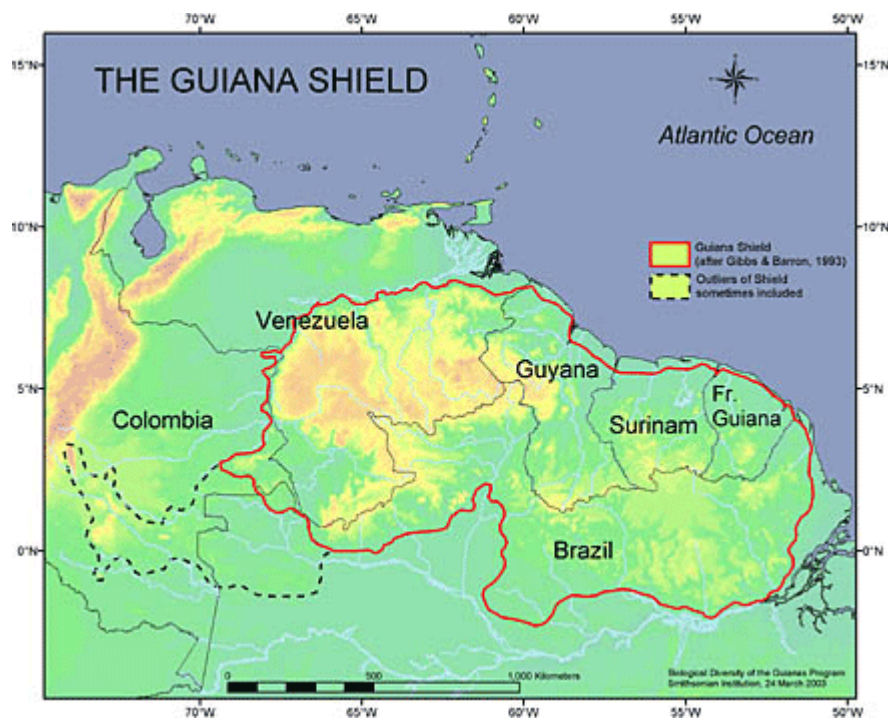 70°W 65°W 60°W 55°W 50°W
15°N 15°N
THE GUIANA SHIELD
Atlantic Ocean
10°N 10°N
Guiana Shield
(after Gibbs & Barron, 1993)
Outliers of Shield
sometimes included
Venezuela
Guyana
5°N 5°N
Colombia
Surinam
Fr.
Guiana
Brazil
0°N 0°N
0 500 1,000 Kilometers
Biological Diversity of the Guianas Program
Smithsonian Institution, 24 March 2003
70°W 65°W 60°W 55°W 50°W